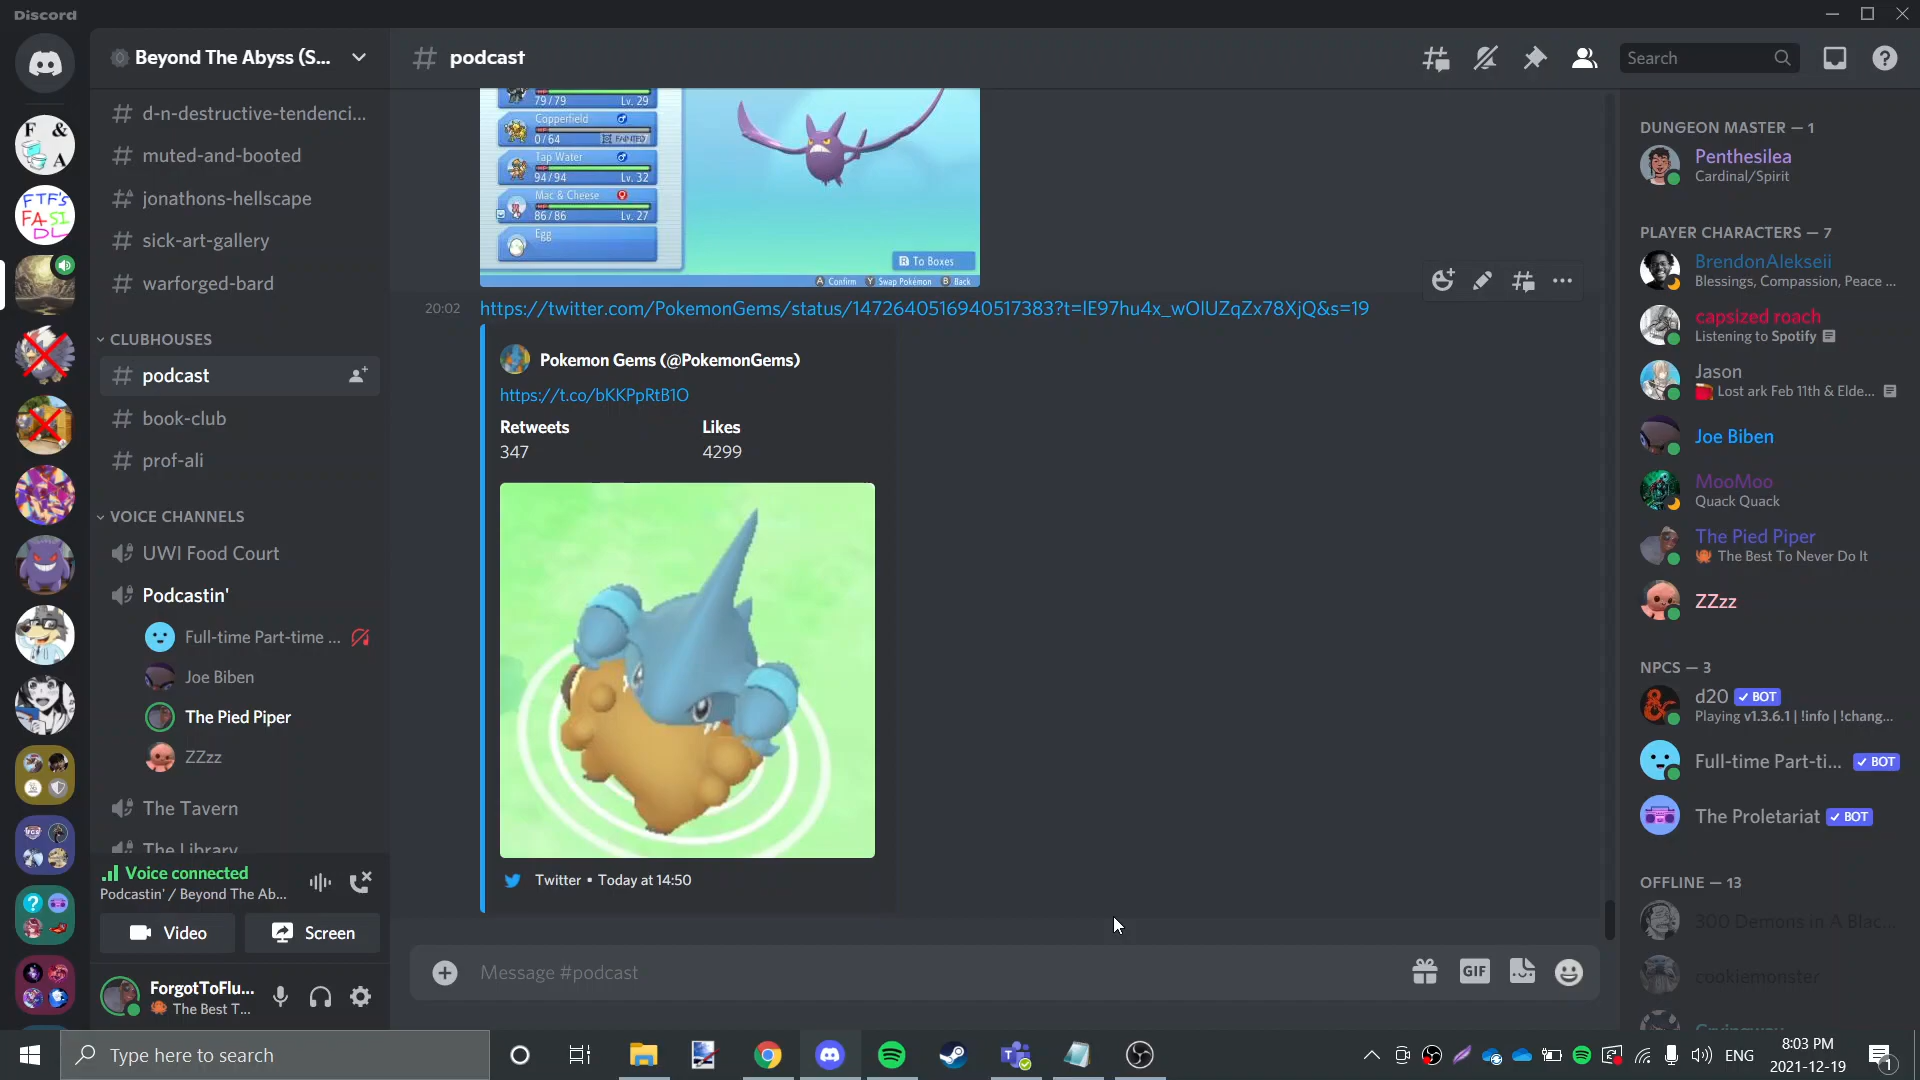 Discord
Beyond The Abyss (S...
# podcast
Search
d-n-destructive-tendenci...
muted-and-booted
jonathons-hellscape
sick-art-gallery
warforged-bard
CLUBHOUSES
podcast
book-club
prof-ali
VOICE CHANNELS
UWI Food Court
Podcastin'
Full-time Part-time ...
Joe Biben
The Pied Piper
ZZzz
The Tavern
The Library
Voice connected
Podcastin' / Beyond The Ab...
Video
Screen
ForgotToFlu...
The Best T...
79/79
Lv. 29
Copperfield
0/64
FAINTED
Tap Water
94/94
Lv. 32
Mac & Cheese
86/86
Lv. 27
Egg
R To Boxes
A Confirm Y Swap Pokémon B Back
20:02
https://twitter.com/PokemonGems/status/1472640516940517383?t=lE97hu4x_wOlUZqZx78XjQ&s=19
Pokemon Gems (@PokemonGems)
https://t.co/bKKPpRtB1O
Retweets
Likes
347
4299
Twitter • Today at 14:50
Message #podcast
GIF
DUNGEON MASTER — 1
Penthesilea
Cardinal/Spirit
PLAYER CHARACTERS — 7
BrendonAlekseii
Blessings, Compassion, Peace ...
capsized roach
Listening to Spotify
Jason
Lost ark Feb 11th & Elde...
Joe Biben
MooMoo
Quack Quack
The Pied Piper
The Best To Never Do It
ZZzz
NPCS — 3
d20 BOT
Playing v1.3.6.1 | !info | !chang...
Full-time Part-ti... BOT
The Proletariat BOT
OFFLINE — 13
300 Demons in A Blac...
cookiemonster
F &
A
FTF'S
FASI
DL
Type here to search
ENG
8:03 PM
2021-12-19
1